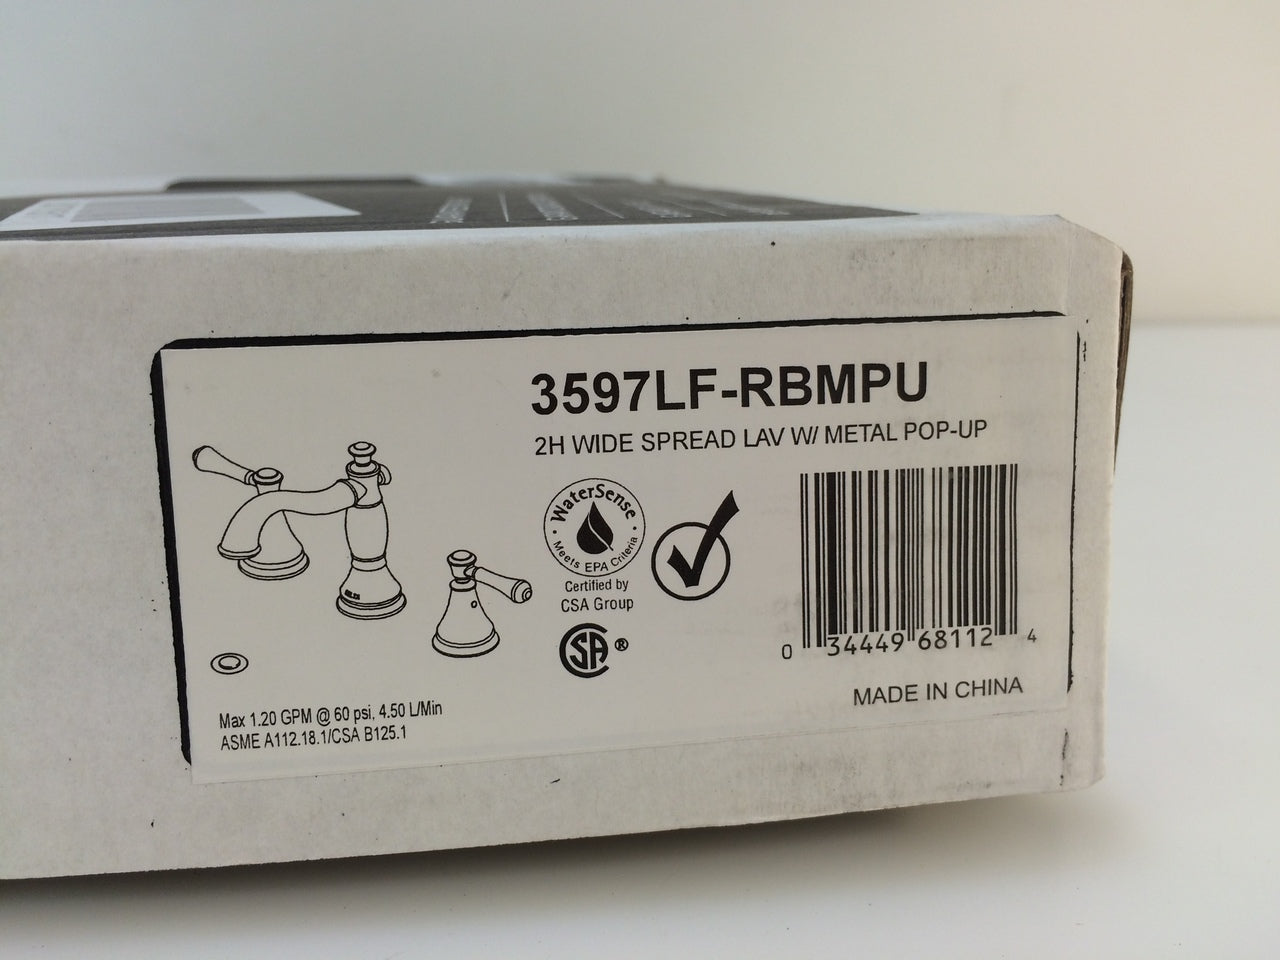 3597LF-RBMPU
2H WIDE SPREAD LAV W/ METAL POP-UP
WaterSense
Meets EPA Criteria
Certified by
CSA Group
CSA®
0 34449 68112 4
MADE IN CHINA
Max 1.20 GPM @ 60 psi, 4.50 L/Min
ASME A112.18.1/CSA B125.1